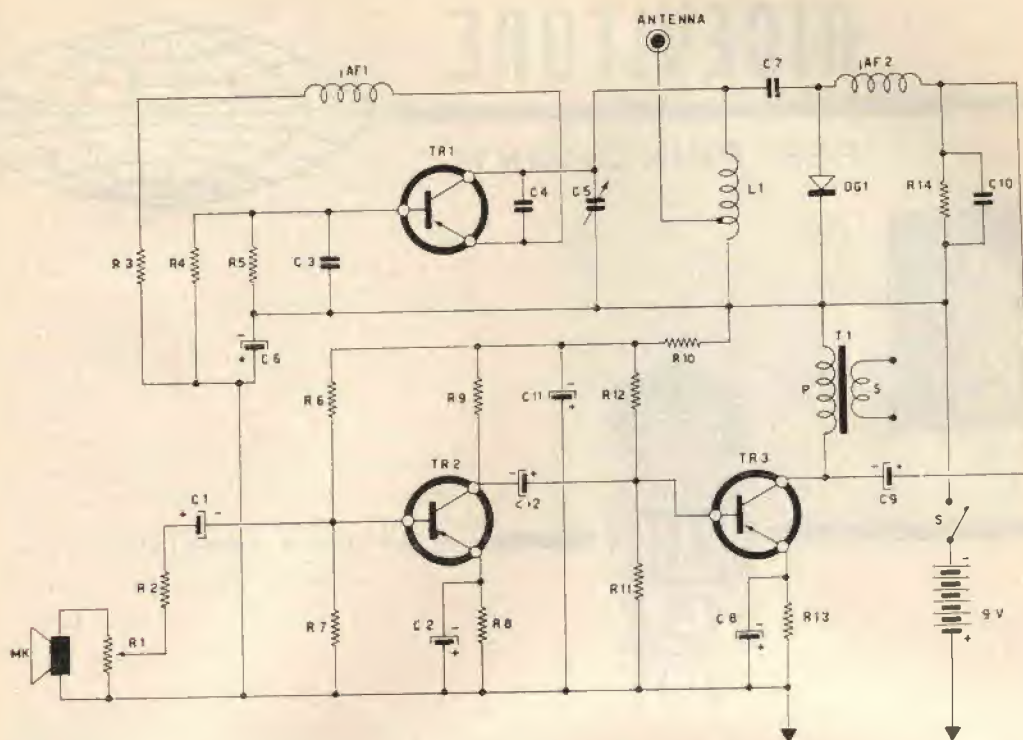 ANTENNA
JAF1
C7
JAF2
TR1
C4
C5
L1
DG1
R14
C10
R3
R4
R5
C3
-
+
C6
R10
T1
P
S
R6
R9
C11
-
+
R12
TR2
TR3
C1
+
-
-
+
C12
-
+
C9
S
R2
R11
R7
C2
-
+
R8
C8
-
+
R13
-
9V
+
MK
R1